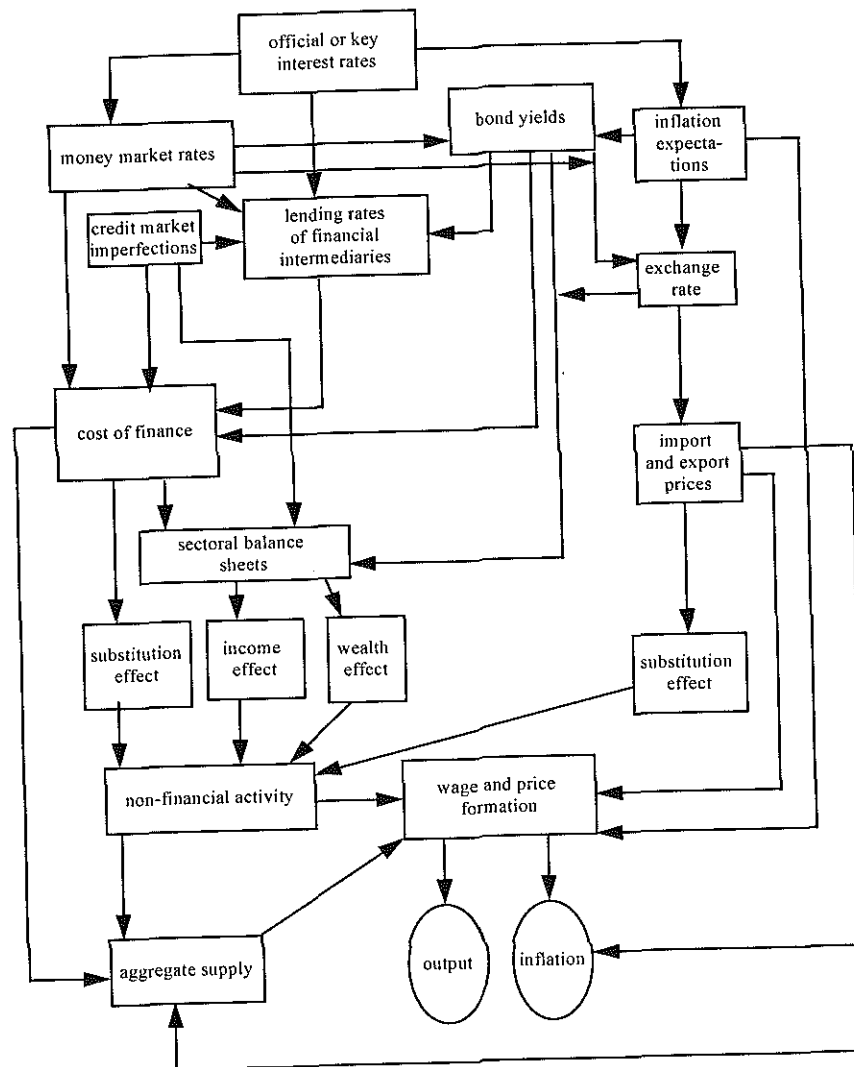 official or key
interest rates
bond yields
inflation
expecta-
tions
money market rates
credit market
imperfections
lending rates
of financial
intermediaries
exchange
rate
cost of finance
import
and export
prices
sectoral balance
sheets
substitution
effect
income
effect
wealth
effect
substitution
effect
non-financial activity
wage and price
formation
aggregate supply
output
inflation